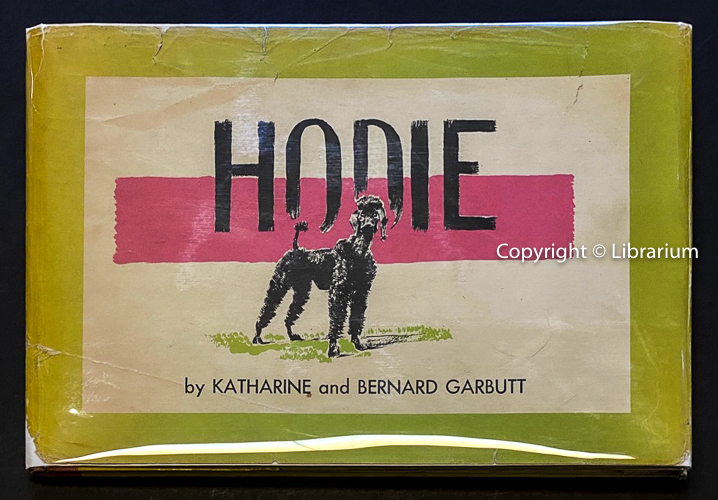 HODIE
Copyright © Librarium
by KATHARINE and BERNARD GARBUTT